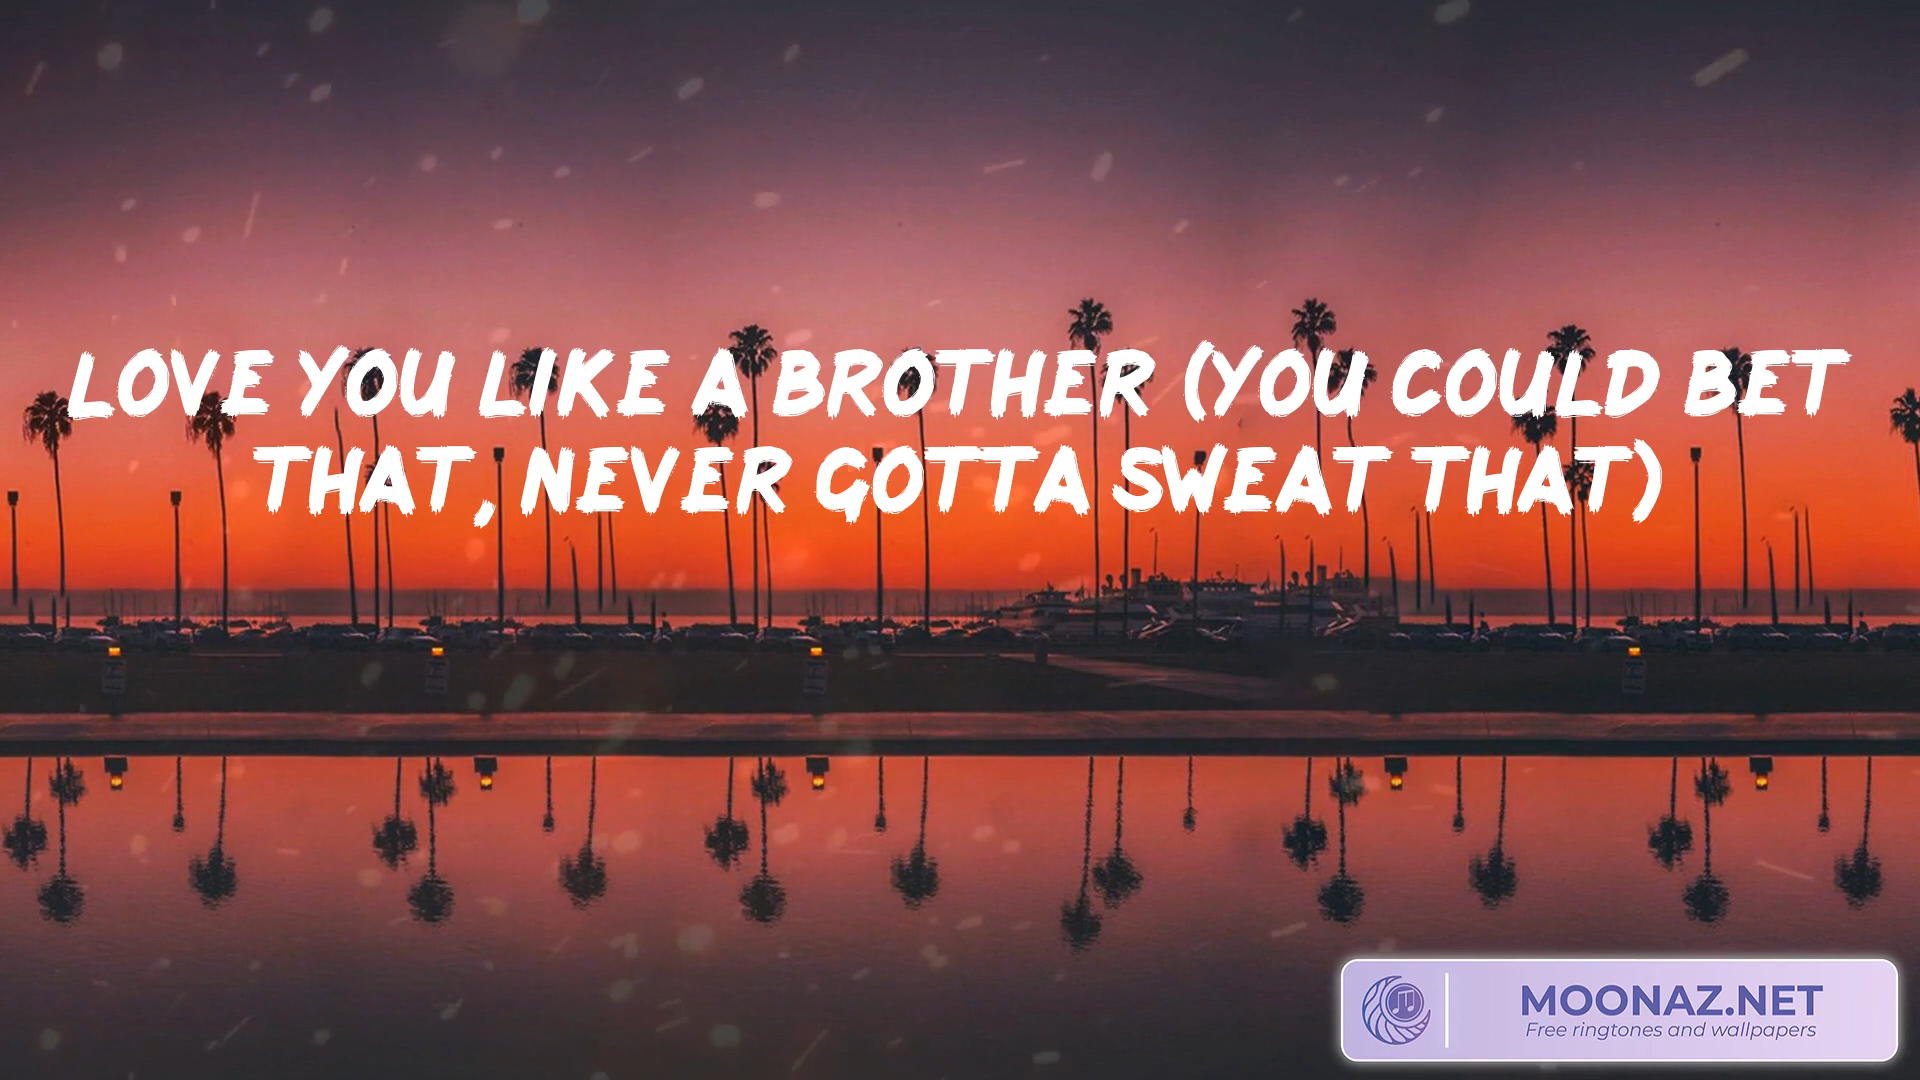 LOVE YOU LIKE A BROTHER (YOU COULD BET
THAT, NEVER GOTTA SWEAT THAT)
MOONAZ.NET
Free ringtones and wallpapers